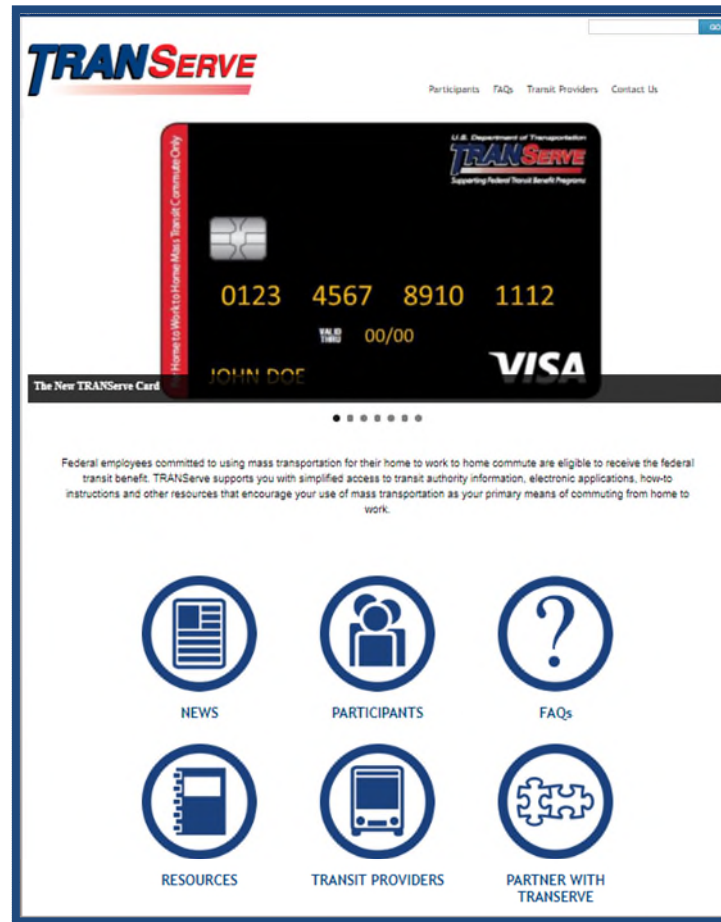 GO
TRANSERVE
Participants FAQs Transit Providers Contact Us
For Home to Work to Home Mass Transit Commute Only
U.S. Department of Transportation
TRANSERVE
Supporting Federal Transit Benefit Programs
0123 4567 8910 1112
VALID THRU 00/00
JOHN DOE
VISA
The New TRANServe Card
Federal employees committed to using mass transportation for their home to work to home commute are eligible to receive the federal
transit benefit. TRANServe supports you with simplified access to transit authority information, electronic applications, how-to
instructions and other resources that encourage your use of mass transportation as your primary means of commuting from home to
work.
NEWS PARTICIPANTS FAQs
RESOURCES TRANSIT PROVIDERS PARTNER WITH
TRANSERVE